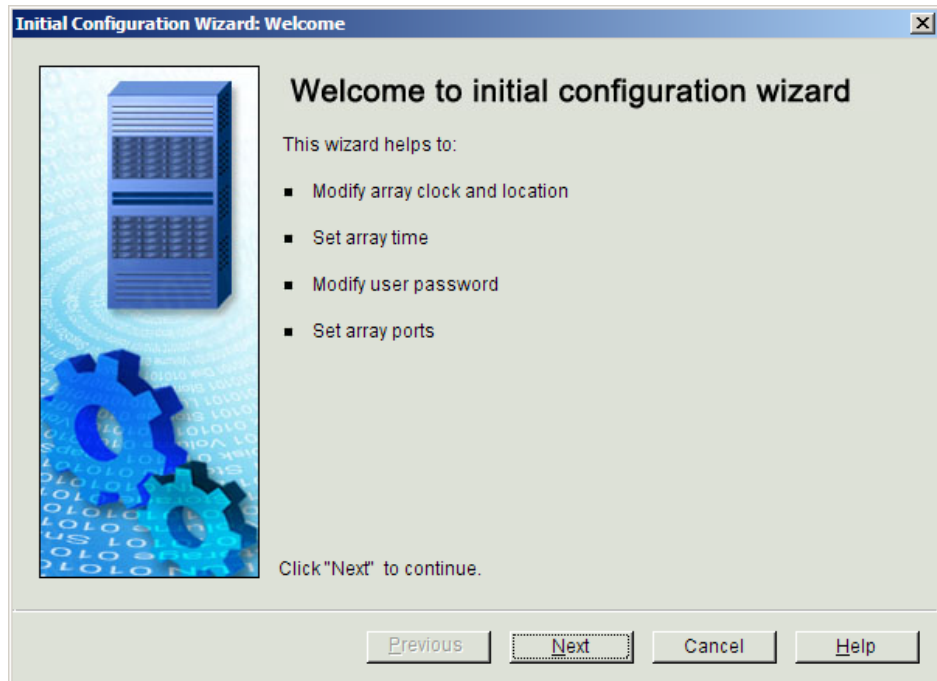 Initial Configuration Wizard: Welcome
Welcome to initial configuration wizard
This wizard helps to:
Modify array clock and location
Set array time
Modify user password
Set array ports
Click "Next" to continue.
Previous
Next
Cancel
Help